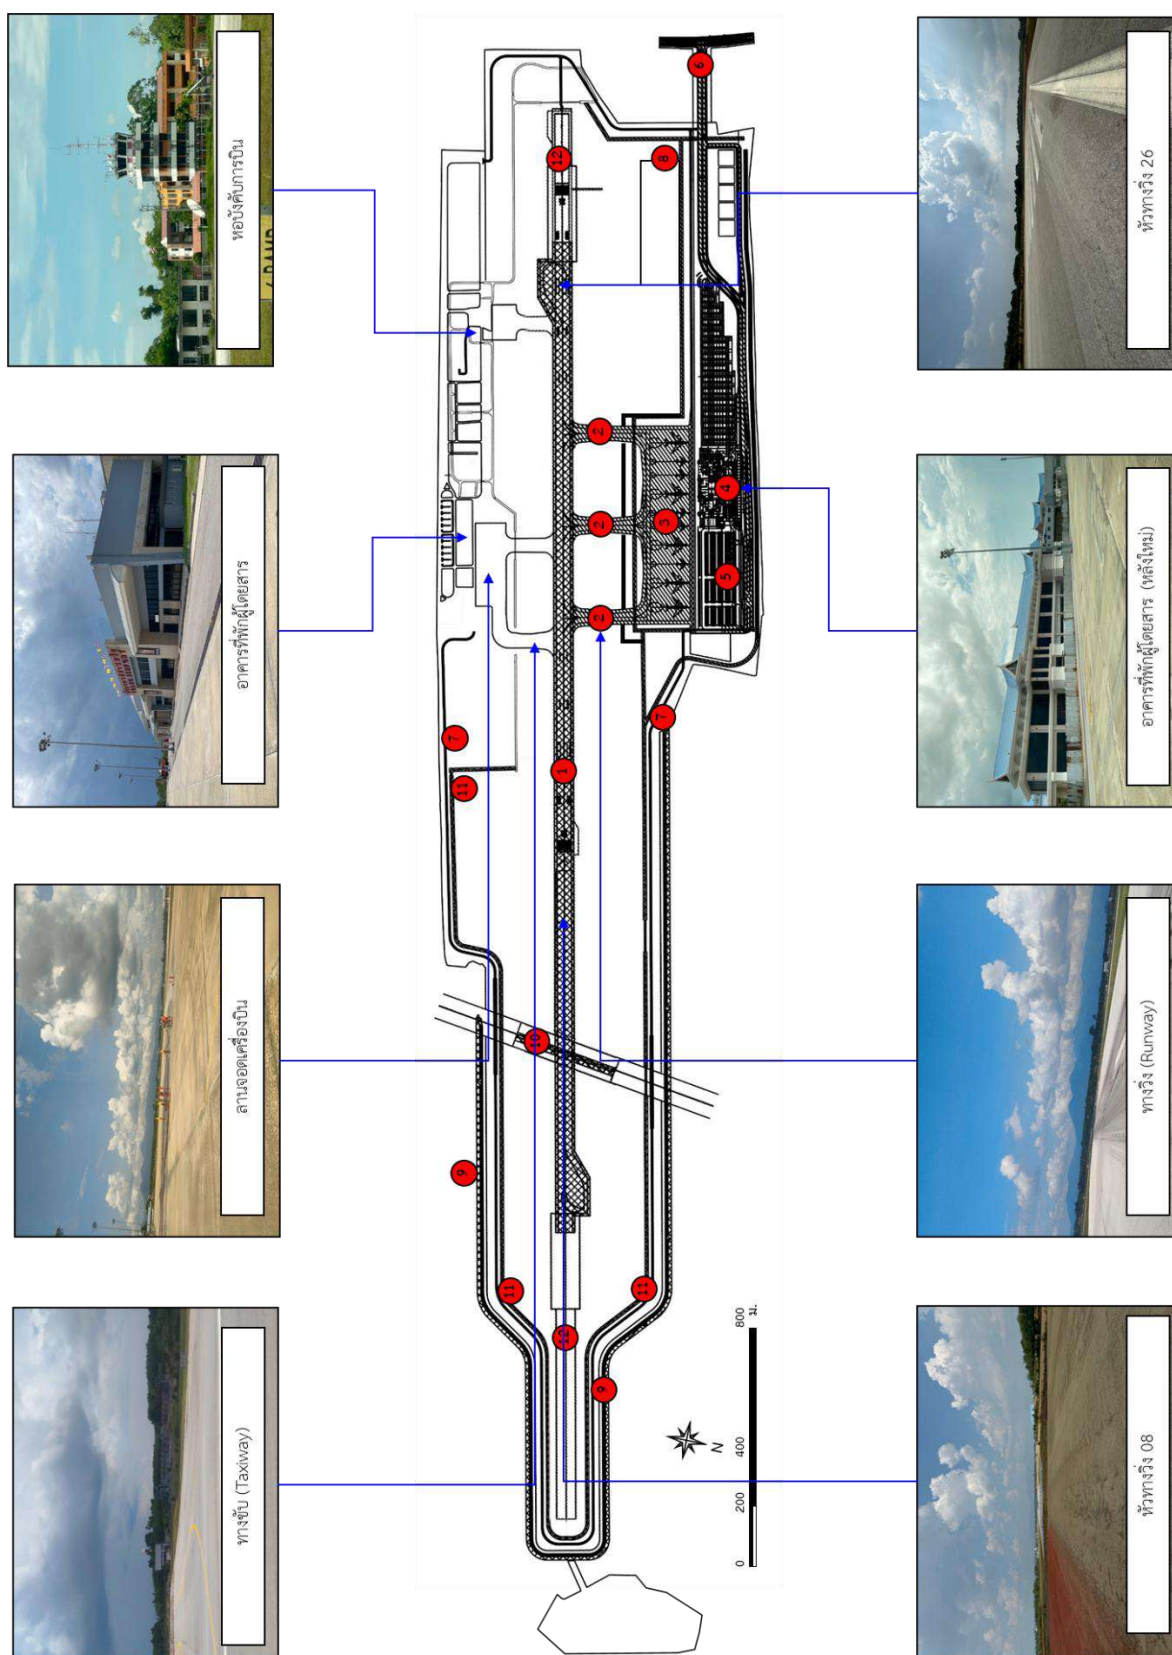 ทางขับ (Taxiway)
ลานจอดเครื่องบิน
อาคารที่พักผู้โดยสาร
หอบังคับการบิน
7
9
11
11
10
12
1
12
9
2
2
2
11
7
3
8
6
5
4
N
0 200 400 800 ม.
หัวทางวิ่ง 08
ทางวิ่ง (Runway)
อาคารที่พักผู้โดยสาร (หลังใหม่)
หัวทางวิ่ง 26